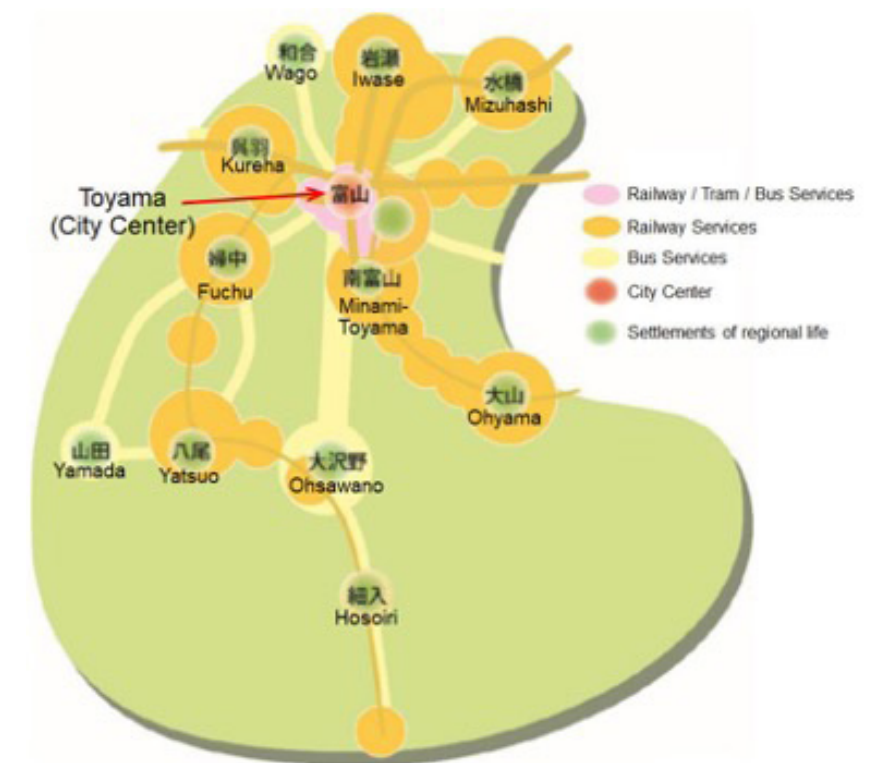 和合
Wago
岩瀬
Iwase
水橋
Mizuhashi
呉羽
Kureha
Toyama
(City Center)
富山
婦中
Fuchu
南富山
Minami-
Toyama
大山
Ohyama
山田
Yamada
八尾
Yatsuo
大沢野
Ohsawano
細入
Hosoiri
Railway / Tram / Bus Services
Railway Services
Bus Services
City Center
Settlements of regional life